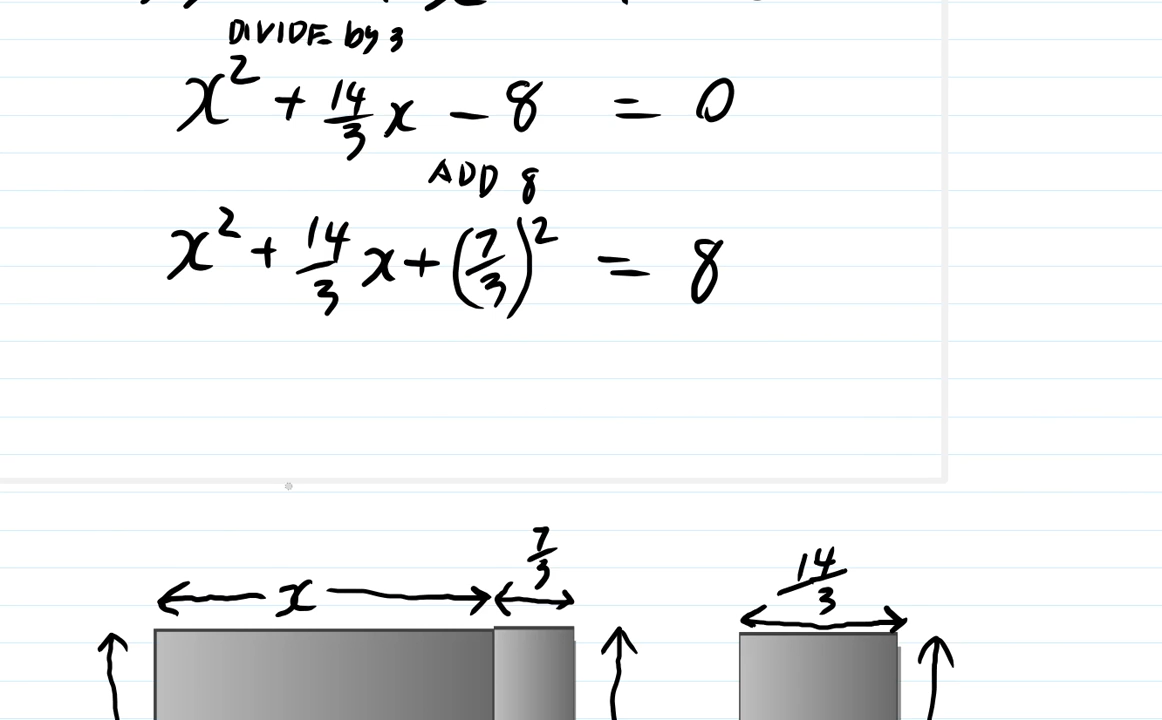 DIVIDE by 3
x² + 14/3 x - 8 = 0
ADD 8
x² + 14/3 x + (7/3)² = 8
7/3
x
14/3